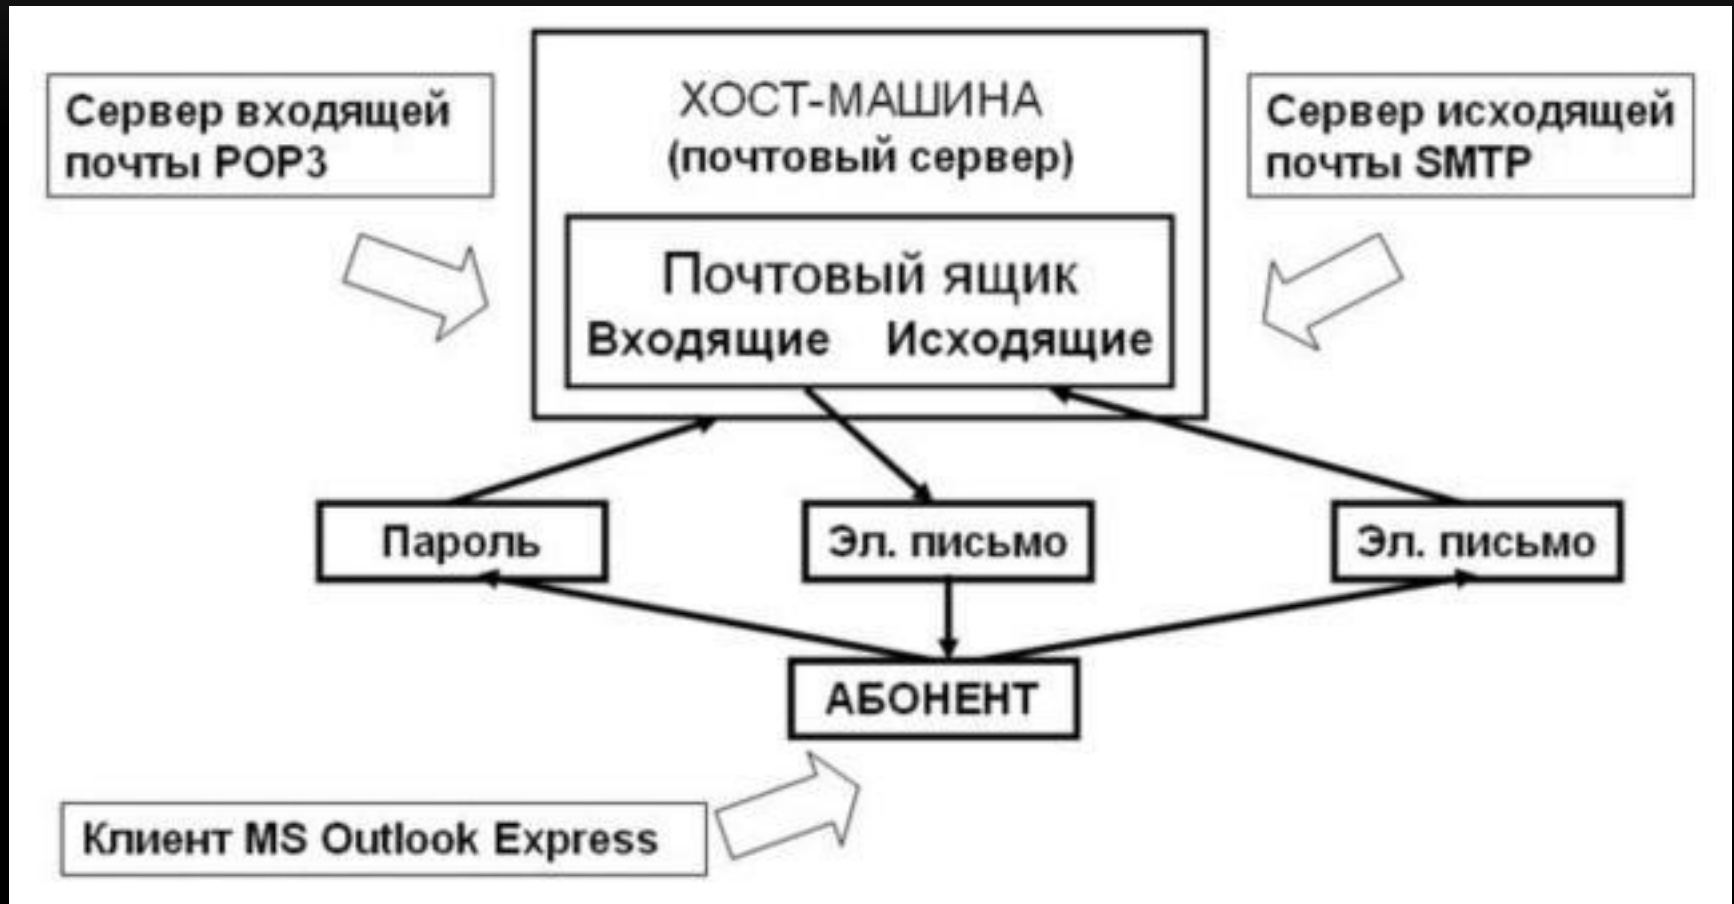 Сервер входящей
почты POP3
ХОСТ-МАШИНА
(почтовый сервер)
Сервер исходящей
почты SMTP
Почтовый ящик
Входящие Исходящие
Пароль
Эл. письмо
Эл. письмо
АБОНЕНТ
Клиент MS Outlook Express